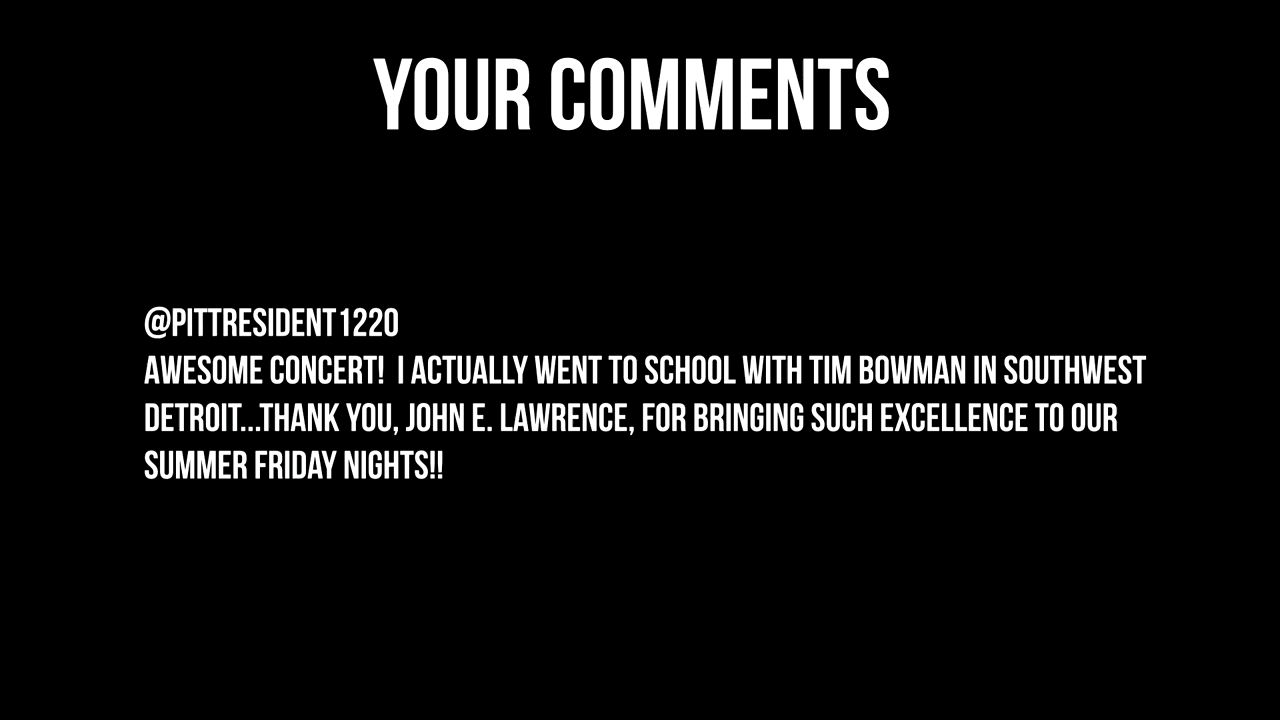 YOUR COMMENTS
@PITTRESIDENT1220
AWESOME CONCERT! I ACTUALLY WENT TO SCHOOL WITH TIM BOWMAN IN SOUTHWEST
DETROIT...THANK YOU, JOHN E. LAWRENCE, FOR BRINGING SUCH EXCELLENCE TO OUR
SUMMER FRIDAY NIGHTS!!